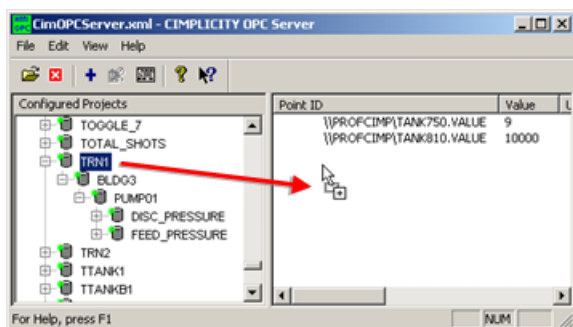 CimOPCServer.xml - CIMPLICITY OPC Server
File Edit View Help
Configured Projects
TOGGLE_7
TOTAL_SHOTS
TRN1
BLDG3
PUMP01
DISC_PRESSURE
FEED_PRESSURE
TRN2
TTANK1
TTANKB1
Point ID Value
\\PROFCIMP\TANK750.VALUE 9
\\PROFCIMP\TANK810.VALUE 10000
For Help, press F1
NUM